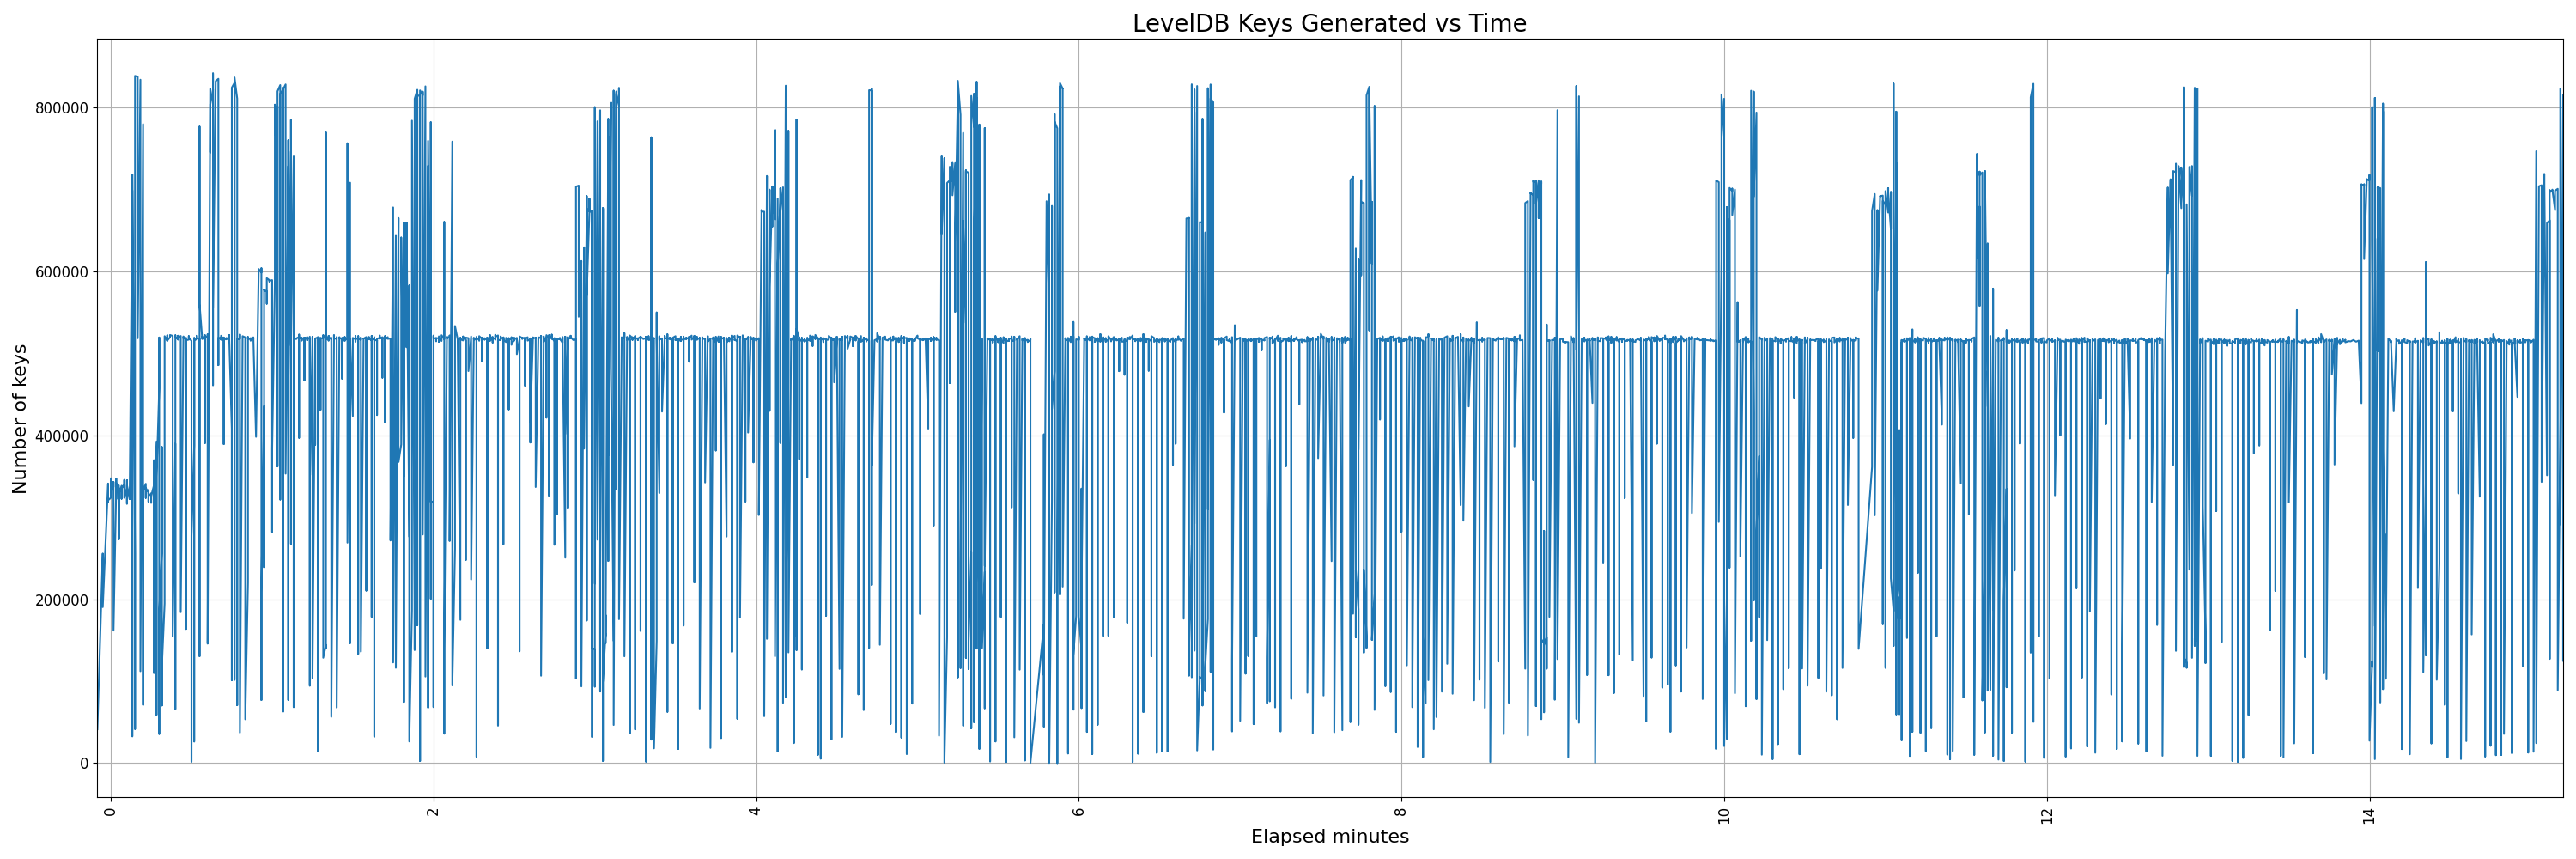 LevelDB Keys Generated vs Time
Number of keys
800000
600000
400000
200000
0
0 2 4 6 8 10 12 14
Elapsed minutes